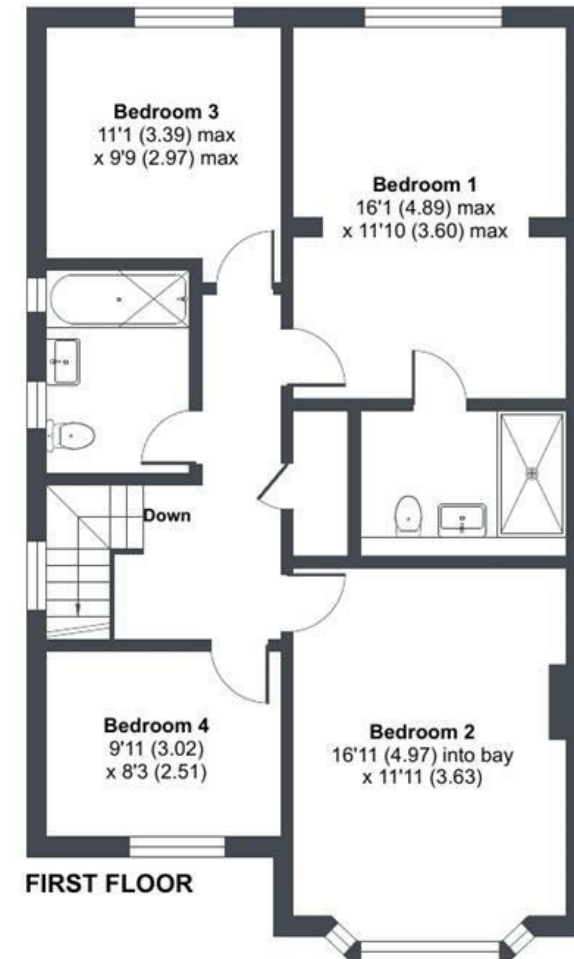 Bedroom 3
11'1 (3.39) max
x 9'9 (2.97) max
Bedroom 1
16'1 (4.89) max
x 11'10 (3.60) max
Down
Bedroom 4
9'11 (3.02)
x 8'3 (2.51)
Bedroom 2
16'11 (4.97) into bay
x 11'11 (3.63)
FIRST FLOOR